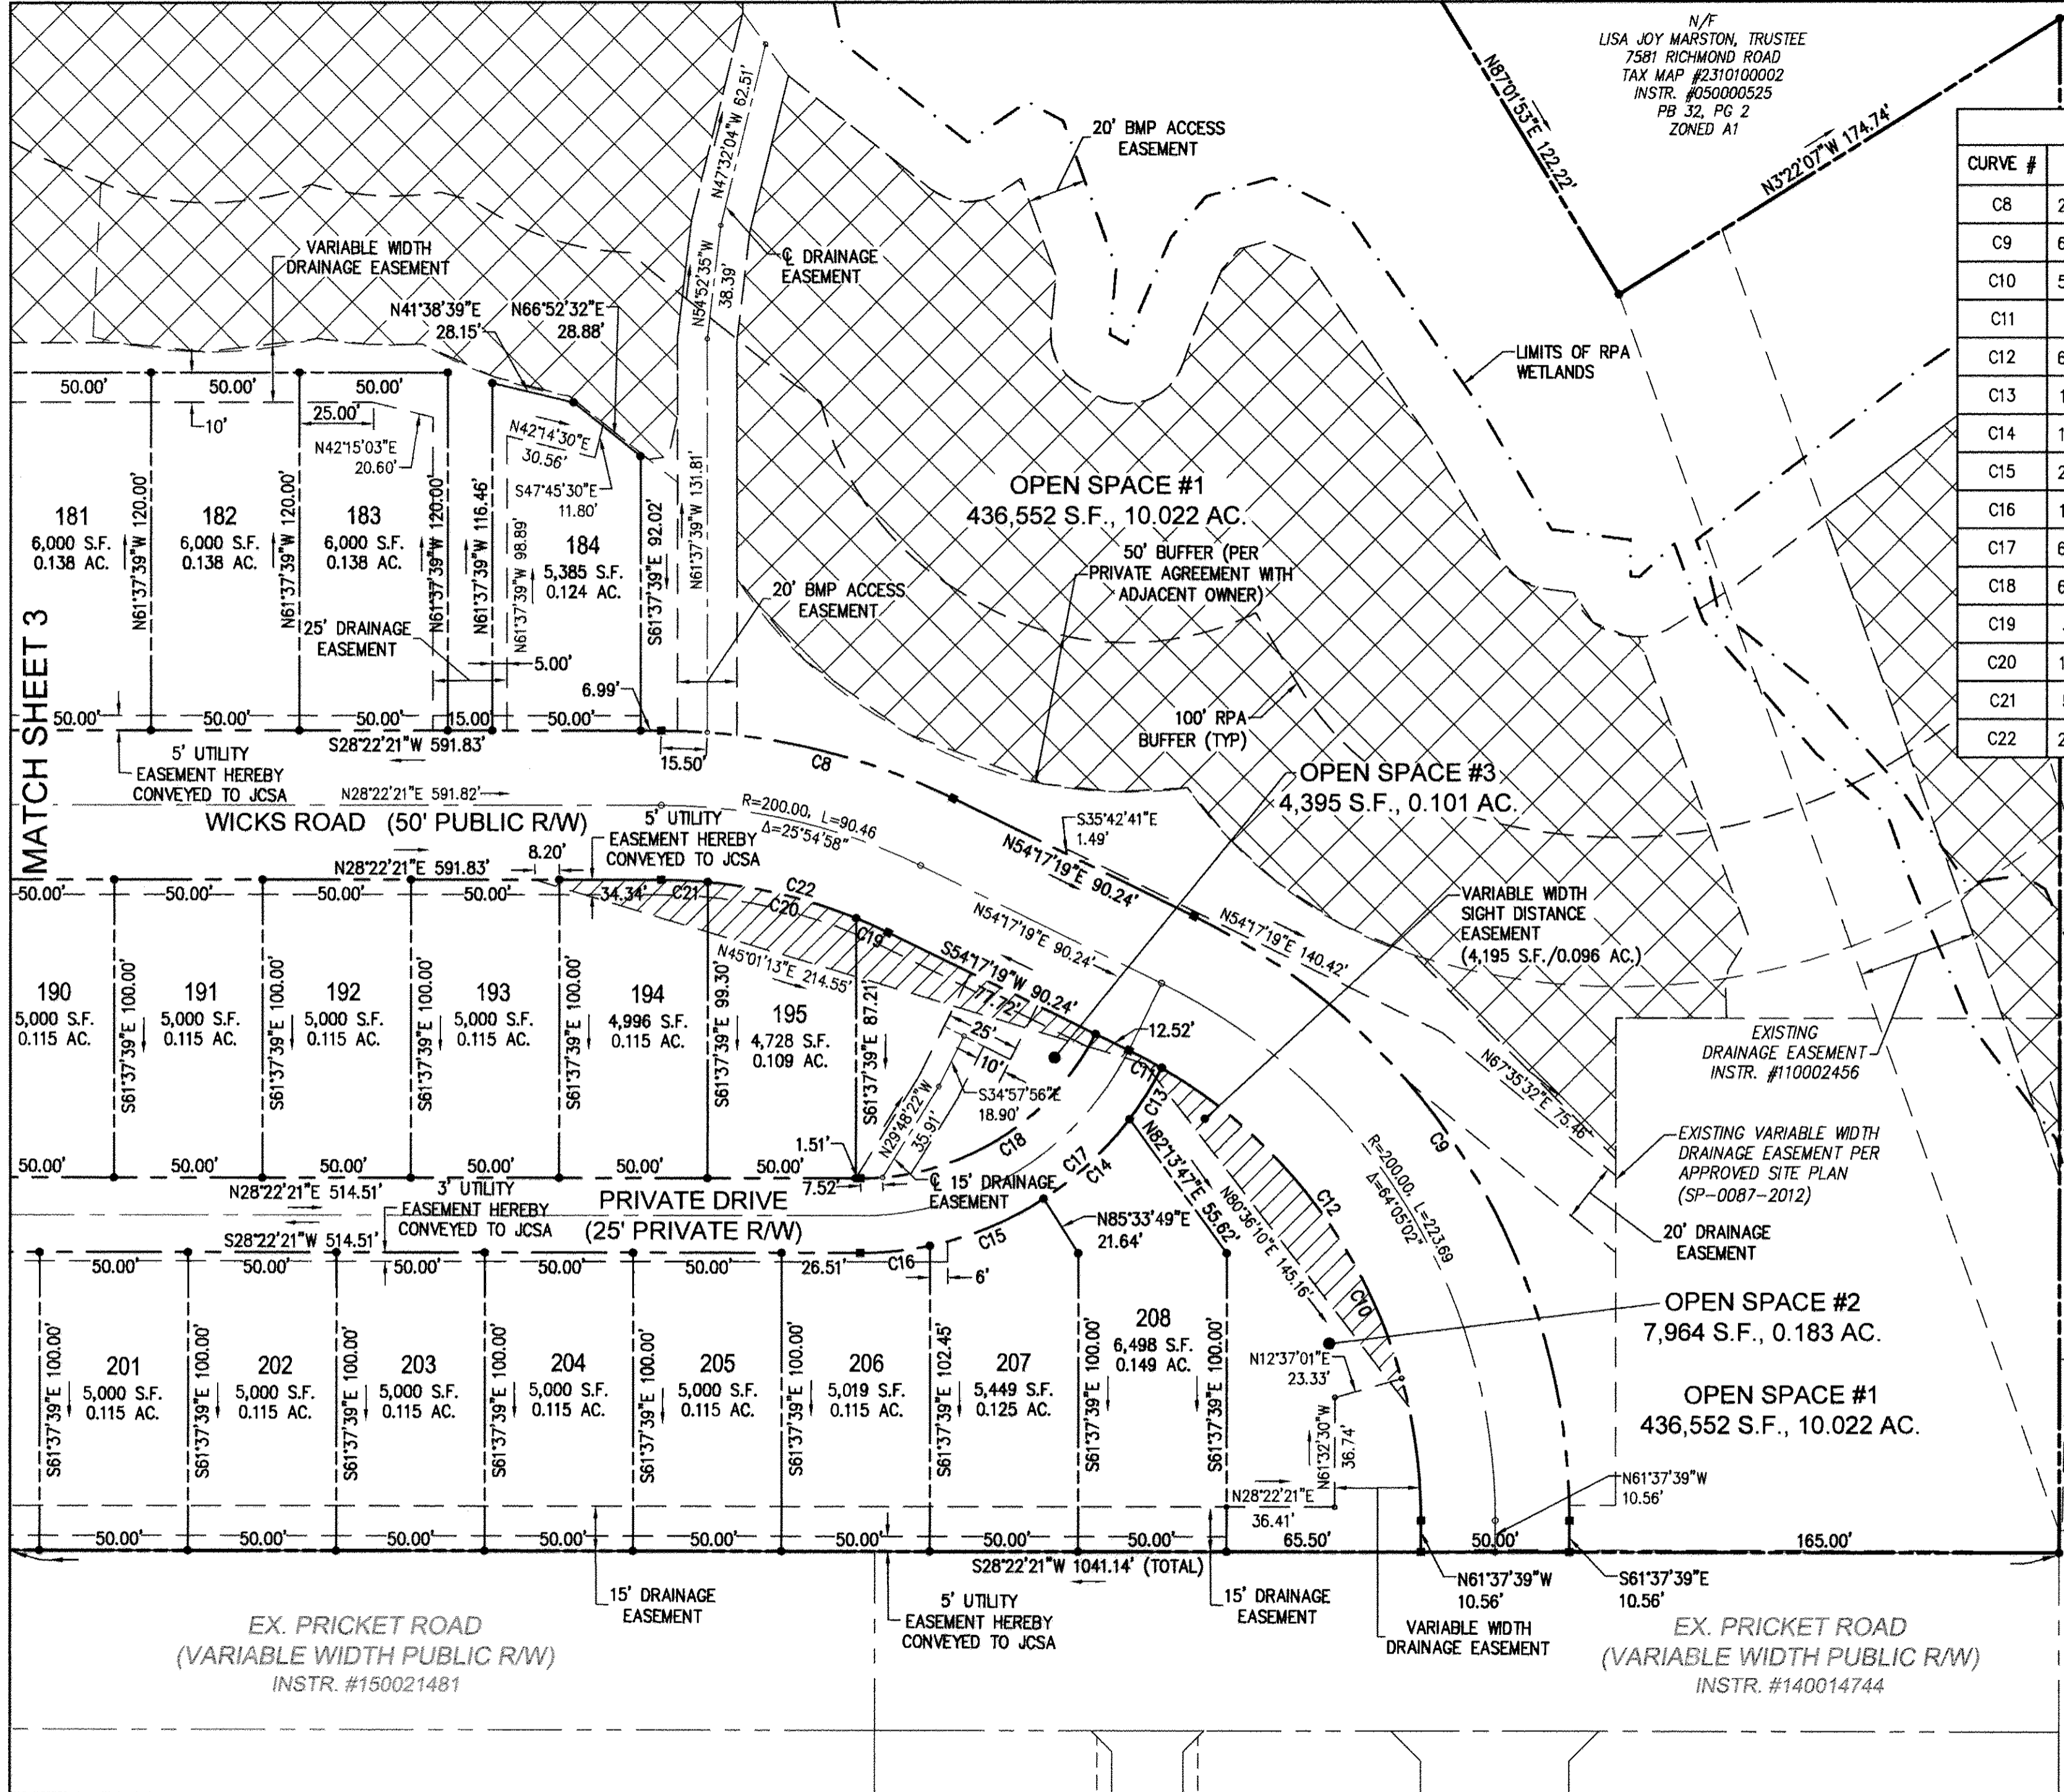 N/F
LISA JOY MARSTON, TRUSTEE
7581 RICHMOND ROAD
TAX MAP #2310100002
INSTR. #050000525
PB 32, PG 2
ZONED A1
N87°01'53"E 122.22'
N3°22'07"W 174.74'
CURVE #
C8 2
C9 6
C10 5
C11
C12 6
C13 1
C14 1
C15 2
C16 1
C17 6
C18 6
C19
C20 1
C21 5
C22 2
20' BMP ACCESS
EASEMENT
N47°32'04"W 62.51'
N54°52'35"W
38.39'
℄ DRAINAGE
EASEMENT
VARIABLE WIDTH
DRAINAGE EASEMENT
N41°38'39"E
28.15'
N66°52'32"E
28.88'
LIMITS OF RPA
WETLANDS
50.00'
50.00'
50.00'
10'
25.00'
N42°15'03"E
20.60'
N42°14'30"E
30.56'
S47°45'30"E
11.80'
N61°37'39"W 131.81'
OPEN SPACE #1
436,552 S.F., 10.022 AC.
50' BUFFER (PER
PRIVATE AGREEMENT WITH
ADJACENT OWNER)
181
6,000 S.F.
0.138 AC.
N61°37'39"W 120.00'
182
6,000 S.F.
0.138 AC.
N61°37'39"W 120.00'
183
6,000 S.F.
0.138 AC.
N61°37'39"W 120.00'
N61°37'39"W 116.46'
N61°37'39"W 98.89'
184
5,385 S.F.
0.124 AC.
S61°37'39"E 92.02'
20' BMP ACCESS
EASEMENT
25' DRAINAGE
EASEMENT
5.00'
6.99'
100' RPA
BUFFER (TYP)
MATCH SHEET 3
50.00'
50.00'
50.00'
15.00'
50.00'
S28°22'21"W 591.83'
15.50'
C8
5' UTILITY
EASEMENT HEREBY
CONVEYED TO JCSA
N28°22'21"E 591.82'
R=200.00, L=90.46
Δ=25°54'58"
OPEN SPACE #3
4,395 S.F., 0.101 AC.
WICKS ROAD (50' PUBLIC R/W)
5' UTILITY
EASEMENT HEREBY
CONVEYED TO JCSA
S35°42'41"E
1.49'
N54°17'19"E 90.24'
8.20'
N28°22'21"E 591.83'
50.00'
50.00'
50.00'
50.00'
34.34'
C21
C22
C20
C19
N54°17'19"E 90.24'
N54°17'19"E 140.42'
VARIABLE WIDTH
SIGHT DISTANCE
EASEMENT
(4,195 S.F./0.096 AC.)
N45°01'13"E 214.55'
S54°17'19"W 90.24'
77.72'
12.52'
190
5,000 S.F.
0.115 AC.
S61°37'39"E 100.00'
191
5,000 S.F.
0.115 AC.
S61°37'39"E 100.00'
192
5,000 S.F.
0.115 AC.
S61°37'39"E 100.00'
193
5,000 S.F.
0.115 AC.
S61°37'39"E 100.00'
194
4,996 S.F.
0.115 AC.
S61°37'39"E 99.30'
195
4,728 S.F.
0.109 AC.
S61°37'39"E 87.21'
25'
10'
S34°57'56"E
18.90'
N29°48'22"W
35.91'
C11
C13
EXISTING
DRAINAGE EASEMENT
INSTR. #110002456
N67°35'32"E 75.46'
C9
EXISTING VARIABLE WIDTH
DRAINAGE EASEMENT PER
APPROVED SITE PLAN
(SP-0087-2012)
20' DRAINAGE
EASEMENT
1.51'
C18
C17
C14
N82°13'47"E 55.62'
N80°36'10"E 145.16'
C12
R=200.00, L=223.69
Δ=64°05'02"
50.00'
50.00'
50.00'
50.00'
50.00'
50.00'
7.52'
℄ 15' DRAINAGE
EASEMENT
N28°22'21"E 514.51'
3' UTILITY
EASEMENT HEREBY
CONVEYED TO JCSA
PRIVATE DRIVE
(25' PRIVATE R/W)
S28°22'21"W 514.51'
N85°33'49"E
21.64'
C15
C16
6'
50.00'
50.00'
50.00'
50.00'
50.00'
26.51'
C10
OPEN SPACE #2
7,964 S.F., 0.183 AC.
S61°37'39"E 100.00'
201
5,000 S.F.
0.115 AC.
S61°37'39"E 100.00'
202
5,000 S.F.
0.115 AC.
S61°37'39"E 100.00'
203
5,000 S.F.
0.115 AC.
S61°37'39"E 100.00'
204
5,000 S.F.
0.115 AC.
S61°37'39"E 100.00'
205
5,000 S.F.
0.115 AC.
S61°37'39"E 100.00'
206
5,019 S.F.
0.115 AC.
S61°37'39"E 102.45'
207
5,449 S.F.
0.125 AC.
S61°37'39"E 100.00'
208
6,498 S.F.
0.149 AC.
S61°37'39"E 100.00'
N12°37'01"E
23.33'
N61°32'30"W
36.74'
OPEN SPACE #1
436,552 S.F., 10.022 AC.
N28°22'21"E
36.41'
N61°37'39"W
10.56'
50.00'
50.00'
50.00'
50.00'
50.00'
50.00'
50.00'
50.00'
65.50'
50.00'
165.00'
S28°22'21"W 1041.14' (TOTAL)
15' DRAINAGE
EASEMENT
5' UTILITY
EASEMENT HEREBY
CONVEYED TO JCSA
15' DRAINAGE
EASEMENT
N61°37'39"W
10.56'
S61°37'39"E
10.56'
VARIABLE WIDTH
DRAINAGE EASEMENT
EX. PRICKET ROAD
(VARIABLE WIDTH PUBLIC R/W)
INSTR. #150021481
EX. PRICKET ROAD
(VARIABLE WIDTH PUBLIC R/W)
INSTR. #140014744